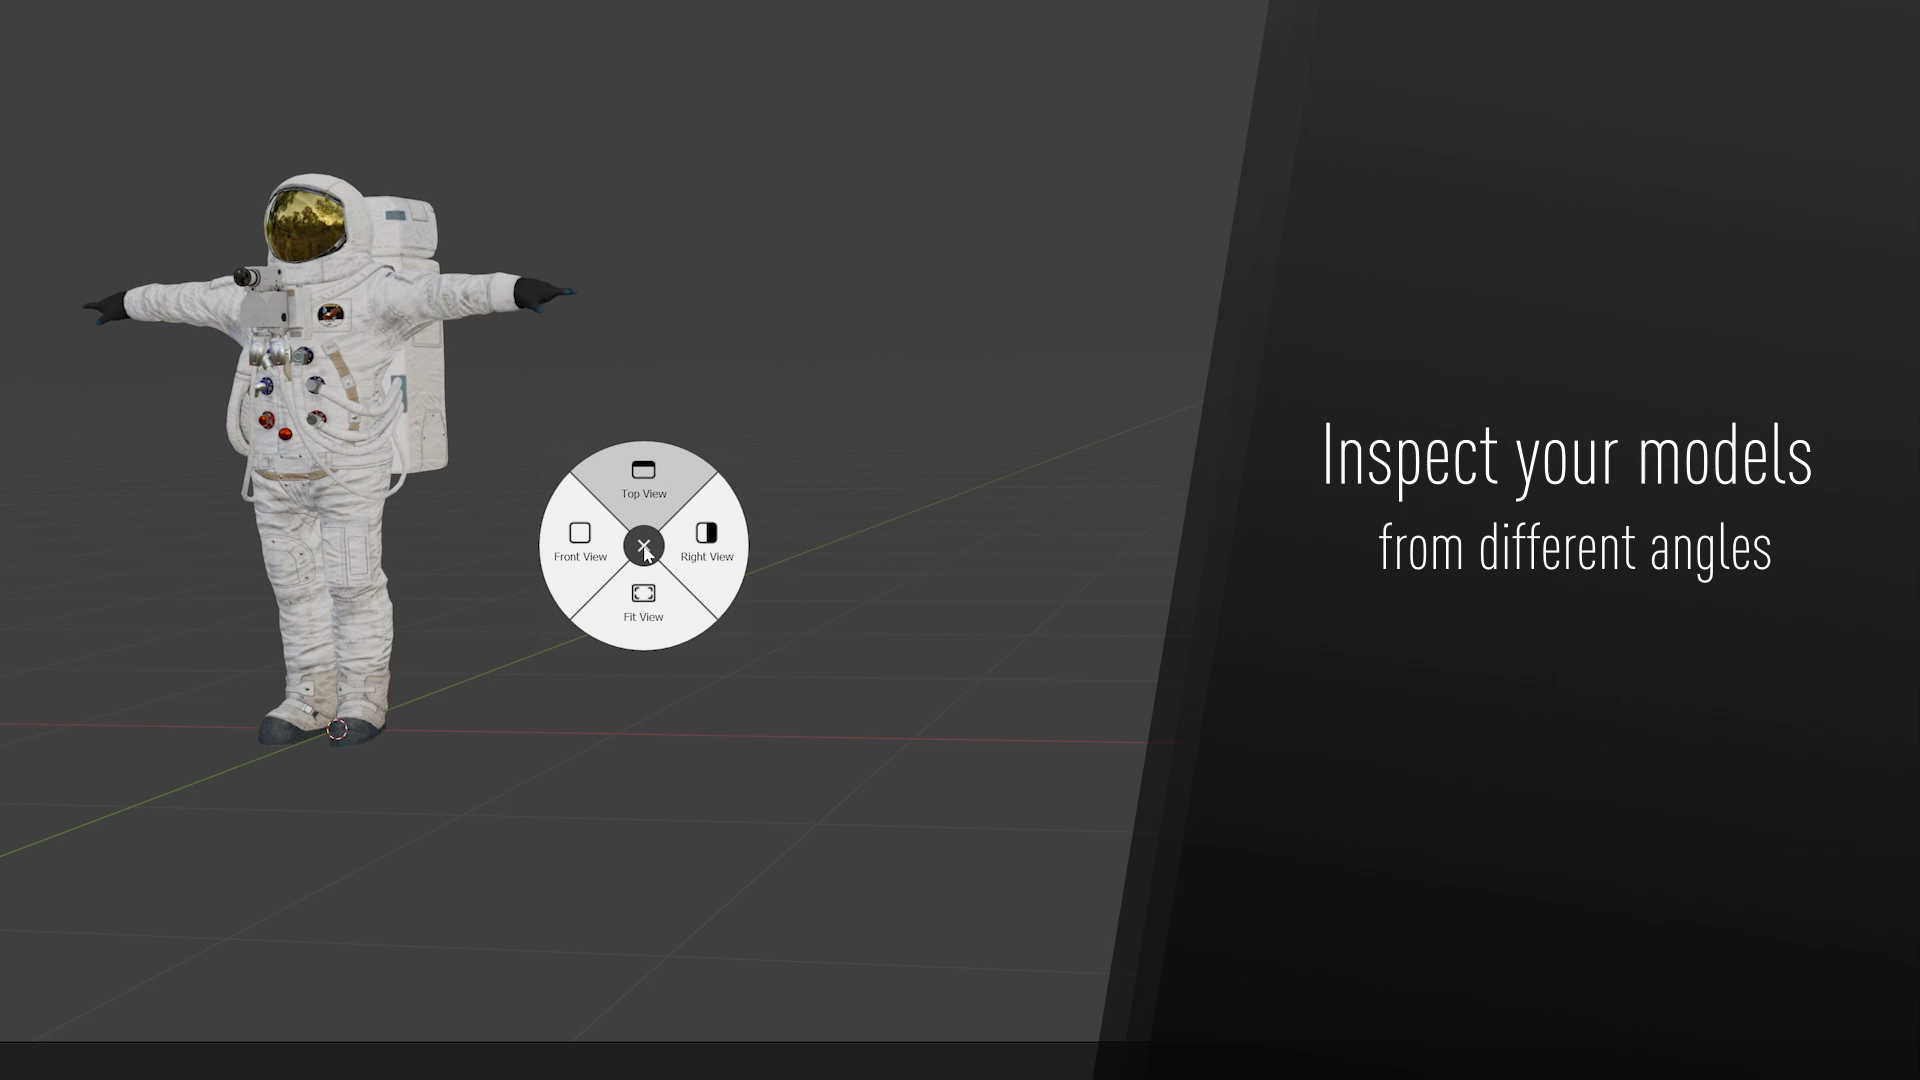 Top View
Front View
Right View
Fit View
Inspect your models
from different angles